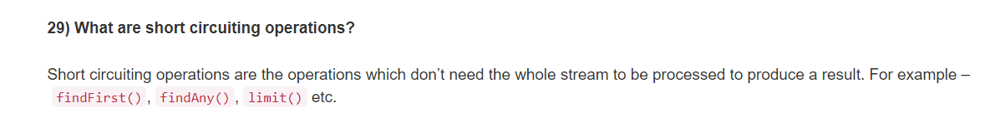 29) What are short circuiting operations?
Short circuiting operations are the operations which don’t need the whole stream to be processed to produce a result. For example –
findFirst() , findAny() , limit() etc.